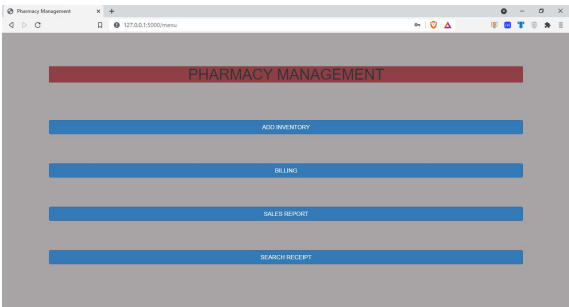 Pharmacy Management
127.0.0.1:5000/menu
PHARMACY MANAGEMENT
ADD INVENTORY
BILLING
SALES REPORT
SEARCH RECEIPT